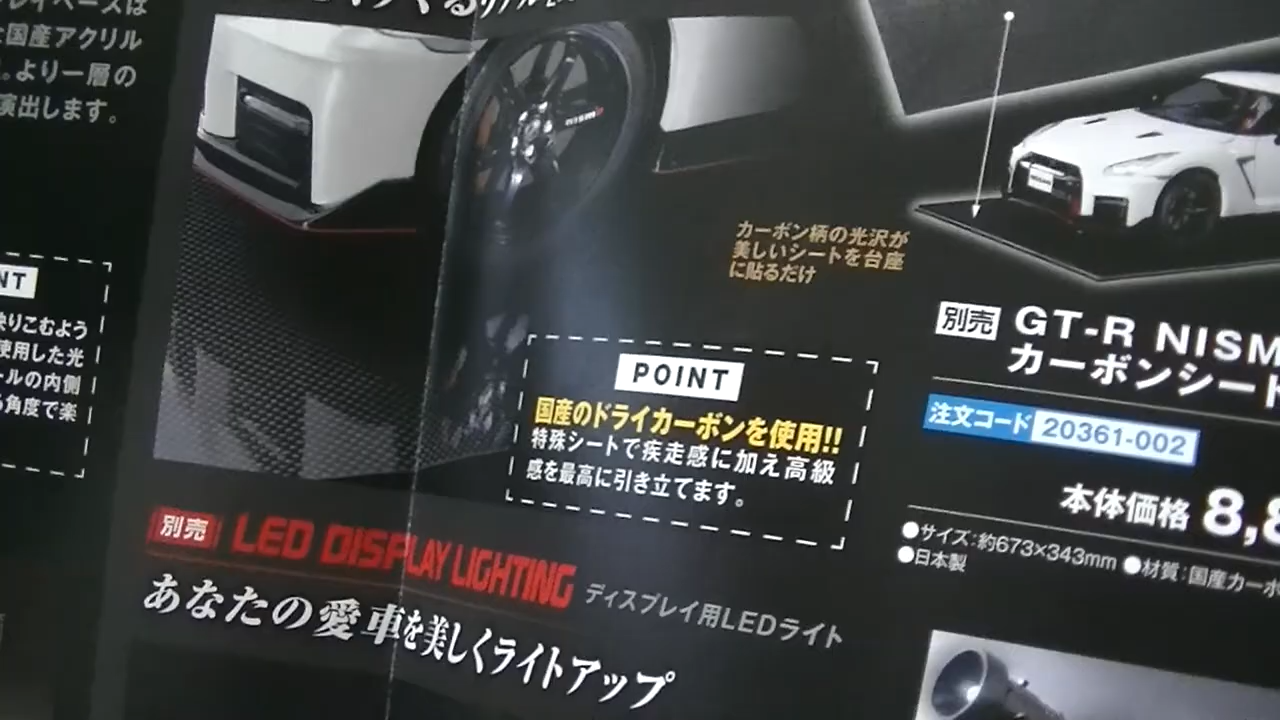 国産アクリル
より一層の
演出します。
映りこむよう
使用した光
ールの内側
角度で楽
nismo
カーボン柄の光沢が
美しいシートを台座
に貼るだけ
POINT
国産のドライカーボンを使用!!
特殊シートで疾走感に加え高級
感を最高に引き立てます。
別売 GT-R NISM
カーボンシート
注文コード 20361-002
本体価格 8,8
●サイズ:約673×343mm ●材質:国産カーボ
●日本製
別売 LED DISPLAY LIGHTING ディスプレイ用LEDライト
あなたの愛車を美しくライトアップ